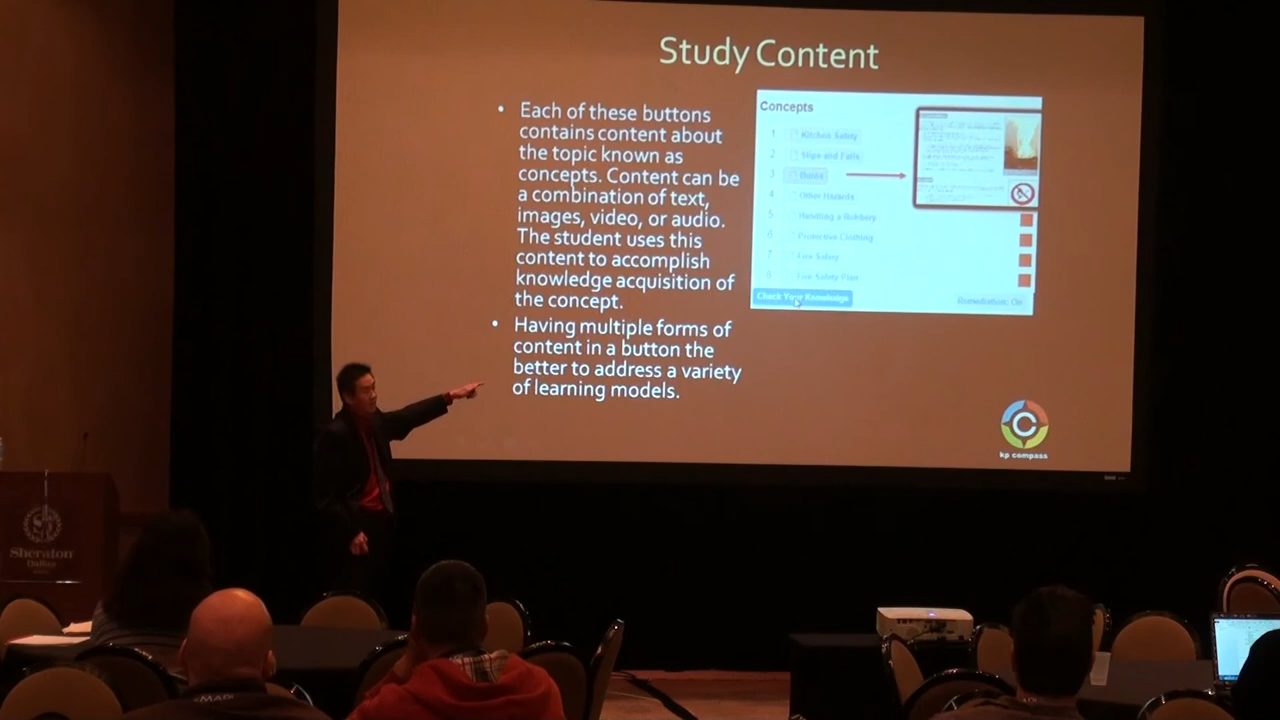 Study Content
• Each of these buttons
contains content about
the topic known as
concepts. Content can be
a combination of text,
images, video, or audio.
The student uses this
content to accomplish
knowledge acquisition of
the concept.
• Having multiple forms of
content in a button the
better to address a variety
of learning models.
Concepts
1 Kitchen Safety
2 Slips and Falls
3 Burns
4 Other Hazards
5 Handling a Robbery
6 Protective Clothing
7 Fire Safety
8 Fire Safety Plan
Check Your Knowledge
Remediation: On
C
kp compass
Sheraton
Dallas